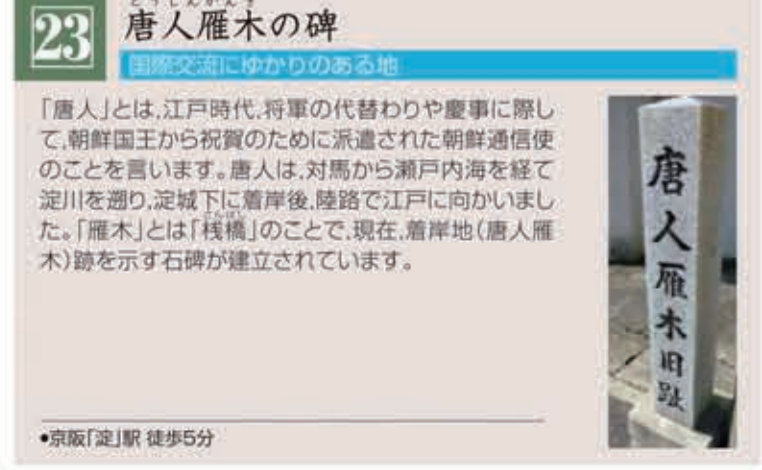 23
とうじんがんぎ
唐人雁木の碑
国際交流にゆかりのある地
「唐人」とは、江戸時代、将軍の代替わりや慶事に際し
て、朝鮮国王から祝賀のために派遣された朝鮮通信使
のことを言います。唐人は、対馬から瀬戸内海を経て
淀川を遡り、淀城下に着岸後、陸路で江戸に向かいまし
た。「雁木」とは「桟橋」のことで、現在、着岸地(唐人雁
木)跡を示す石碑が建立されています。
•京阪「淀」駅 徒歩5分
唐人雁木旧趾